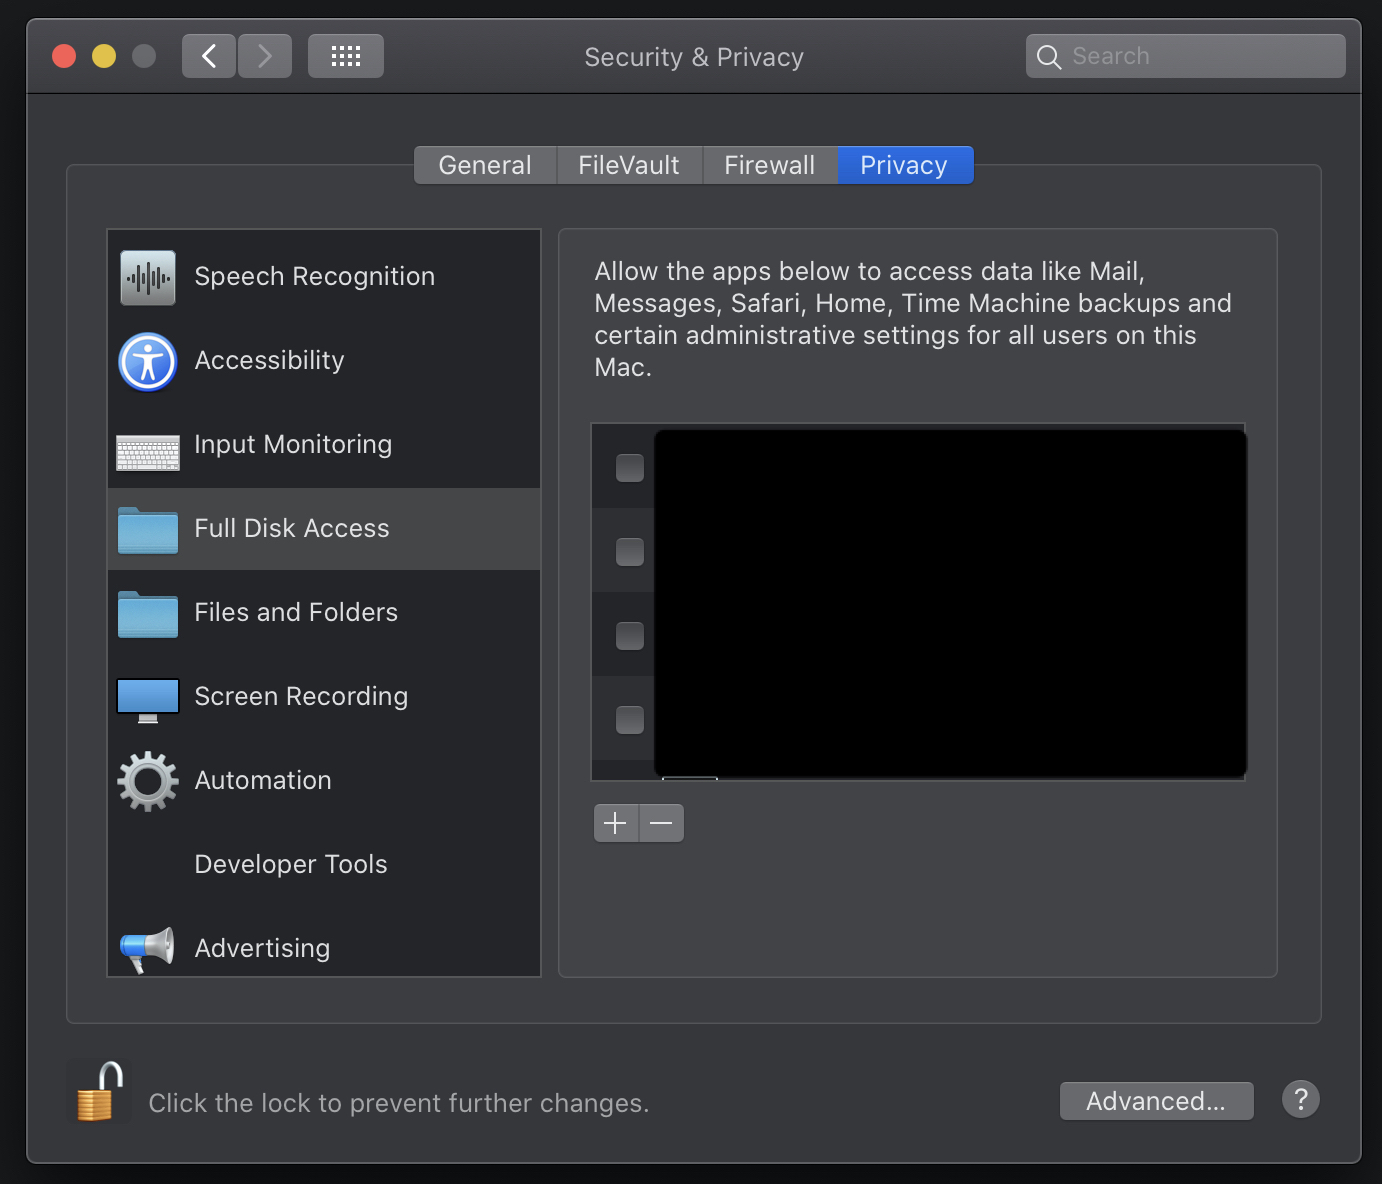 Security & Privacy
Search
General
FileVault
Firewall
Privacy
Speech Recognition
Accessibility
Input Monitoring
Full Disk Access
Files and Folders
Screen Recording
Automation
Developer Tools
Advertising
Allow the apps below to access data like Mail,
Messages, Safari, Home, Time Machine backups and
certain administrative settings for all users on this
Mac.
Click the lock to prevent further changes.
Advanced...
?